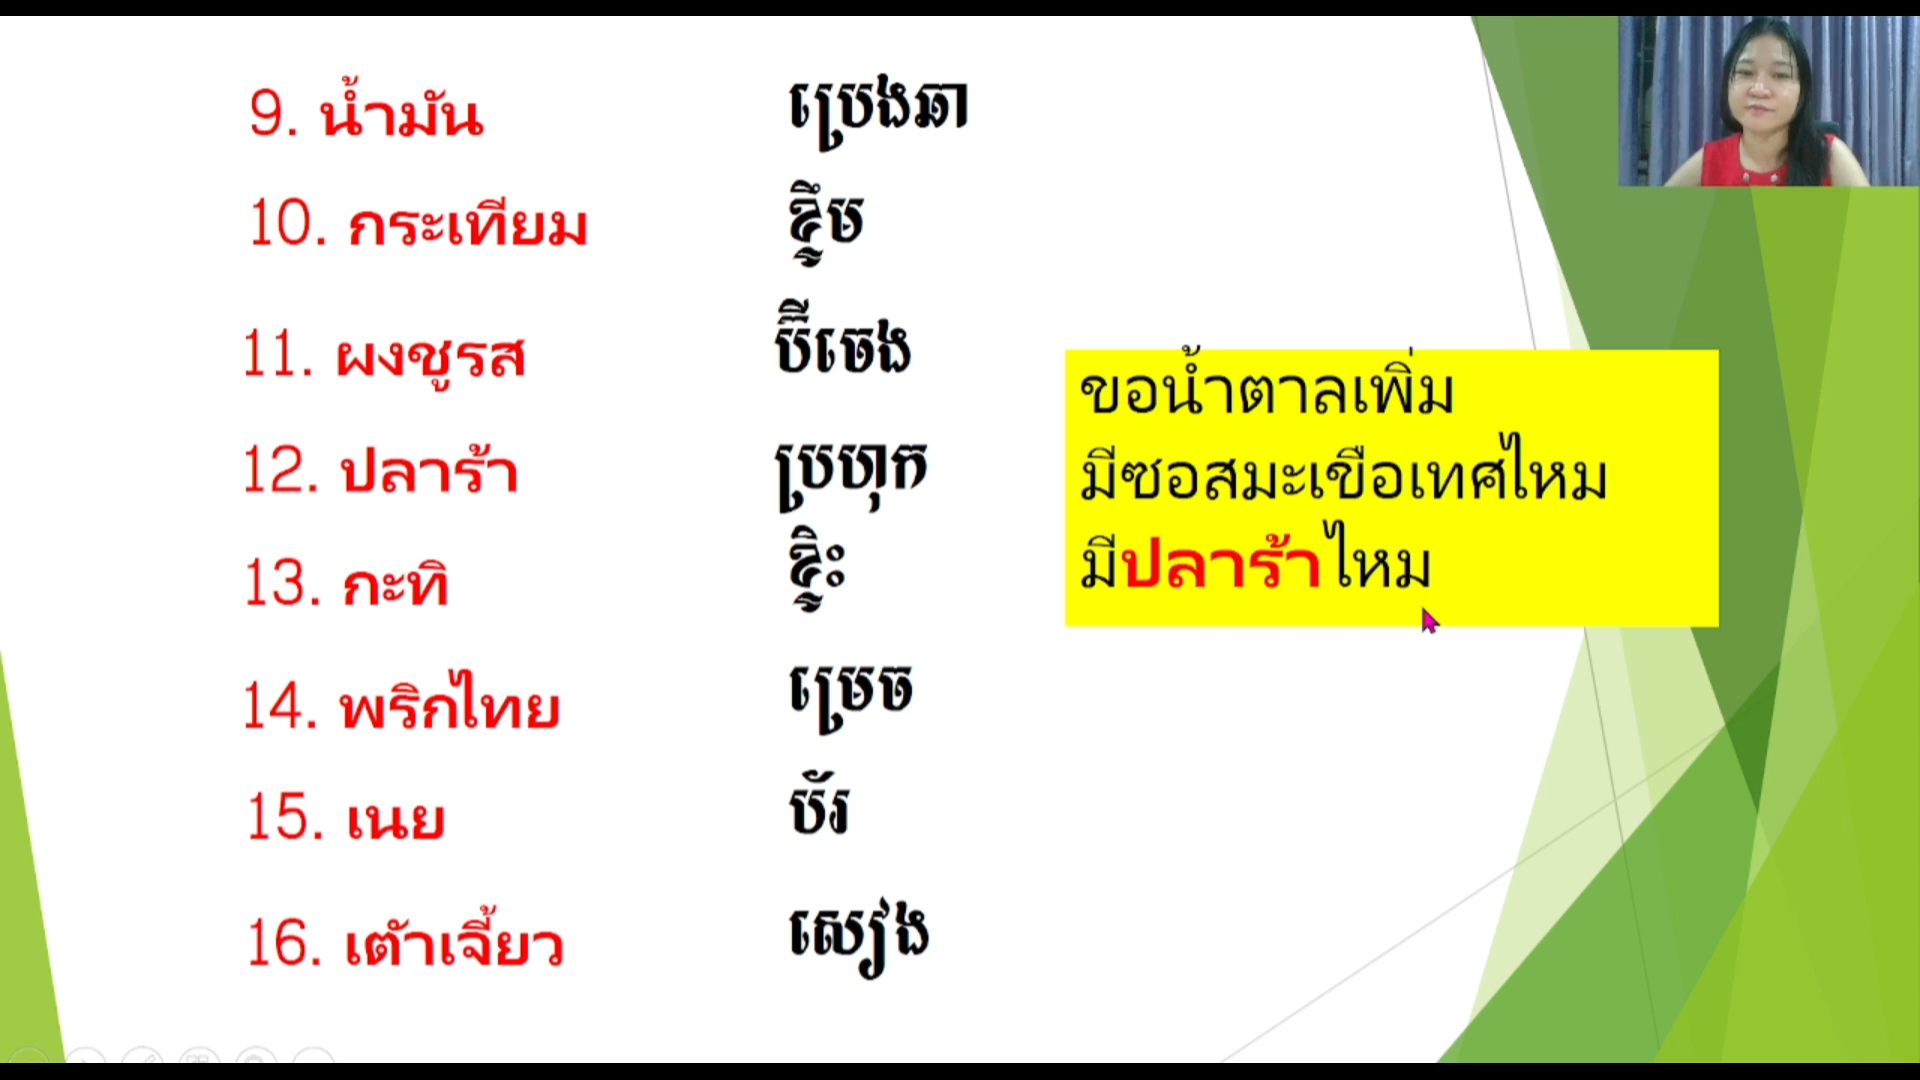 9. น้ำมัน ប្រេងឆា
10. กระเทียม ខ្ទឹម
11. ผงชูรส ប៊ីចេង
12. ปลาร้า ប្រហុក
13. กะทิ ខ្ទិះ
14. พริกไทย ម្រេច
15. เนย ប័រ
16. เต้าเจี้ยว សៀង
ขอน้ำตาลเพิ่ม
มีซอสมะเขือเทศไหม
มีปลาร้าไหม